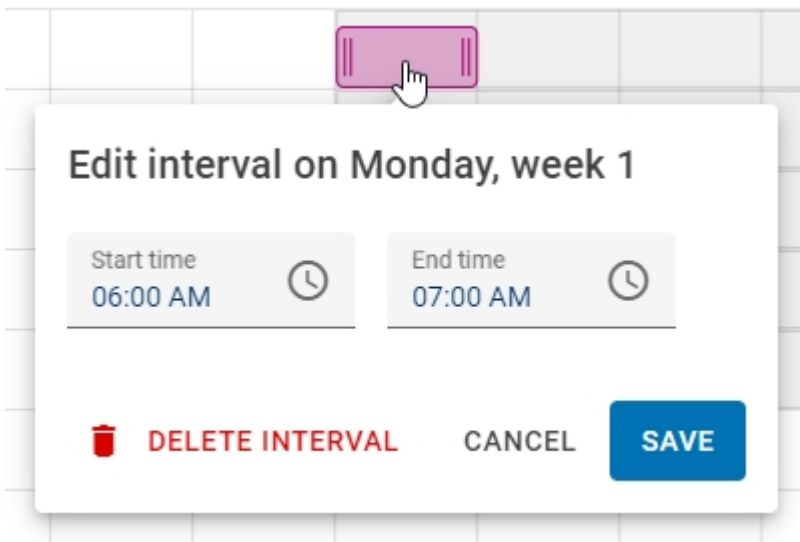 Edit interval on Monday, week 1
Start time
06:00 AM
End time
07:00 AM
DELETE INTERVAL
CANCEL
SAVE